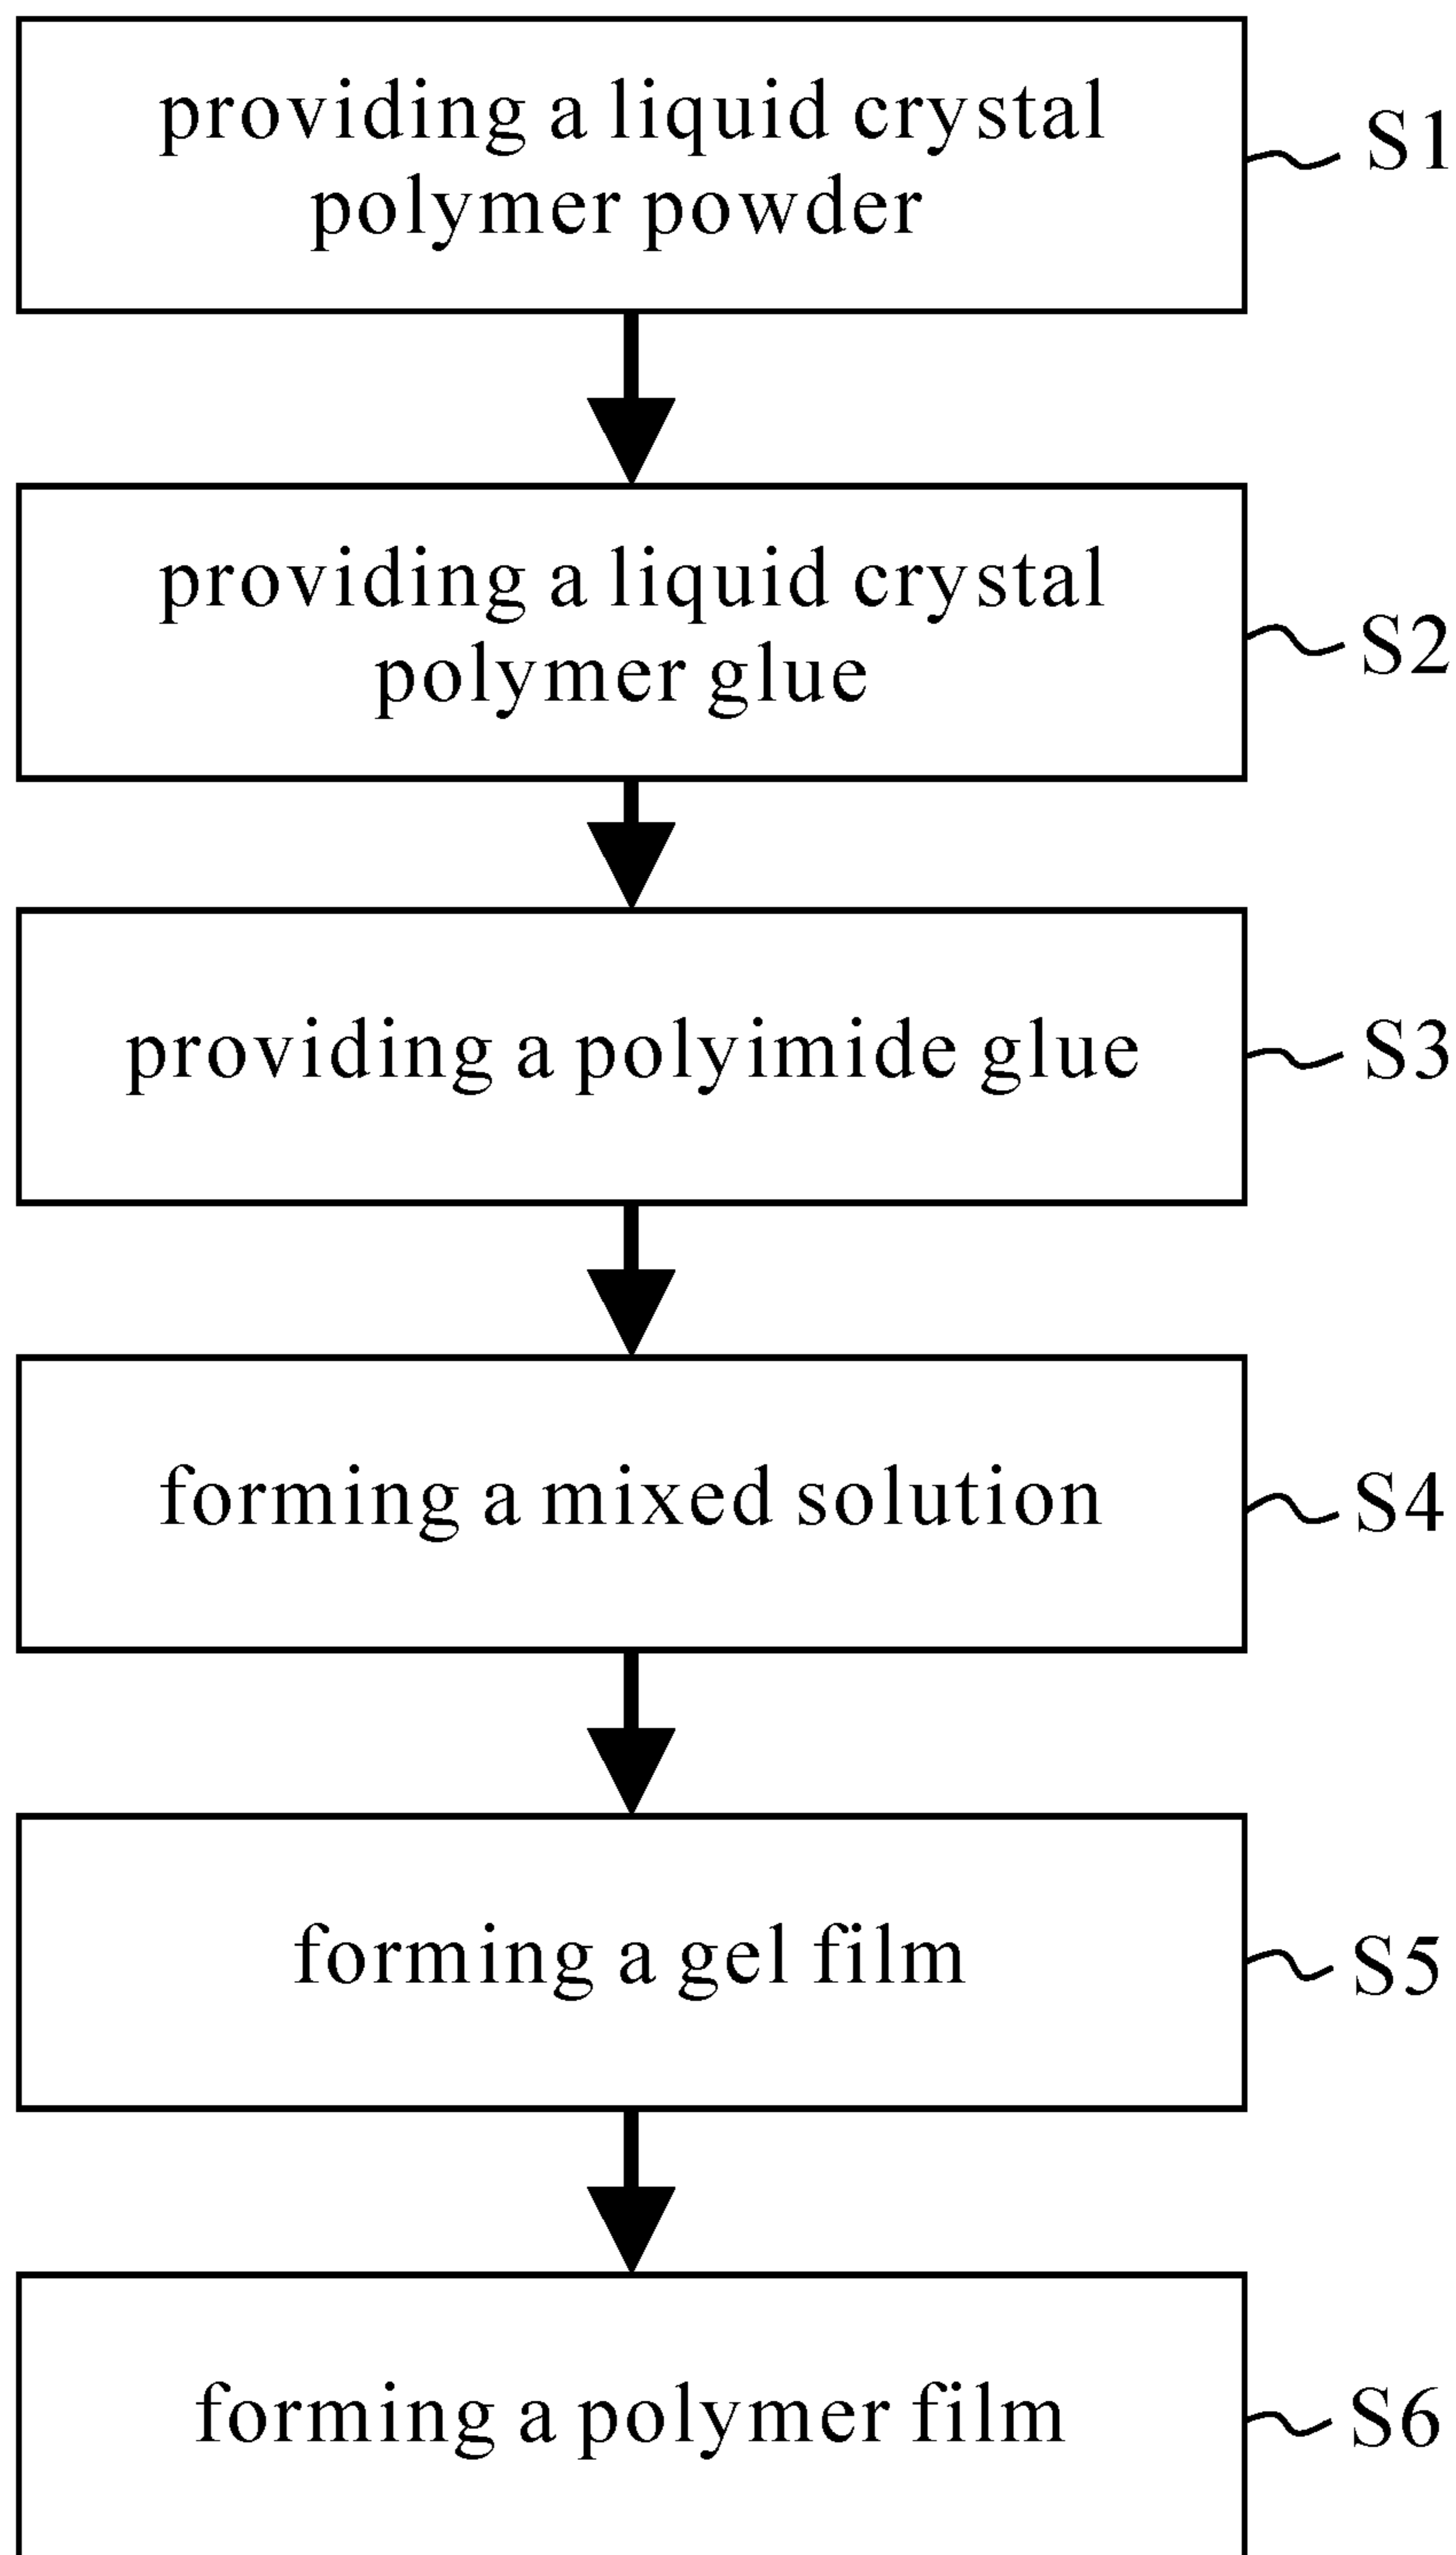 providing a liquid crystal
polymer powder
S1
providing a liquid crystal
polymer glue
S2
providing a polyimide glue
S3
forming a mixed solution
S4
forming a gel film
S5
forming a polymer film
S6